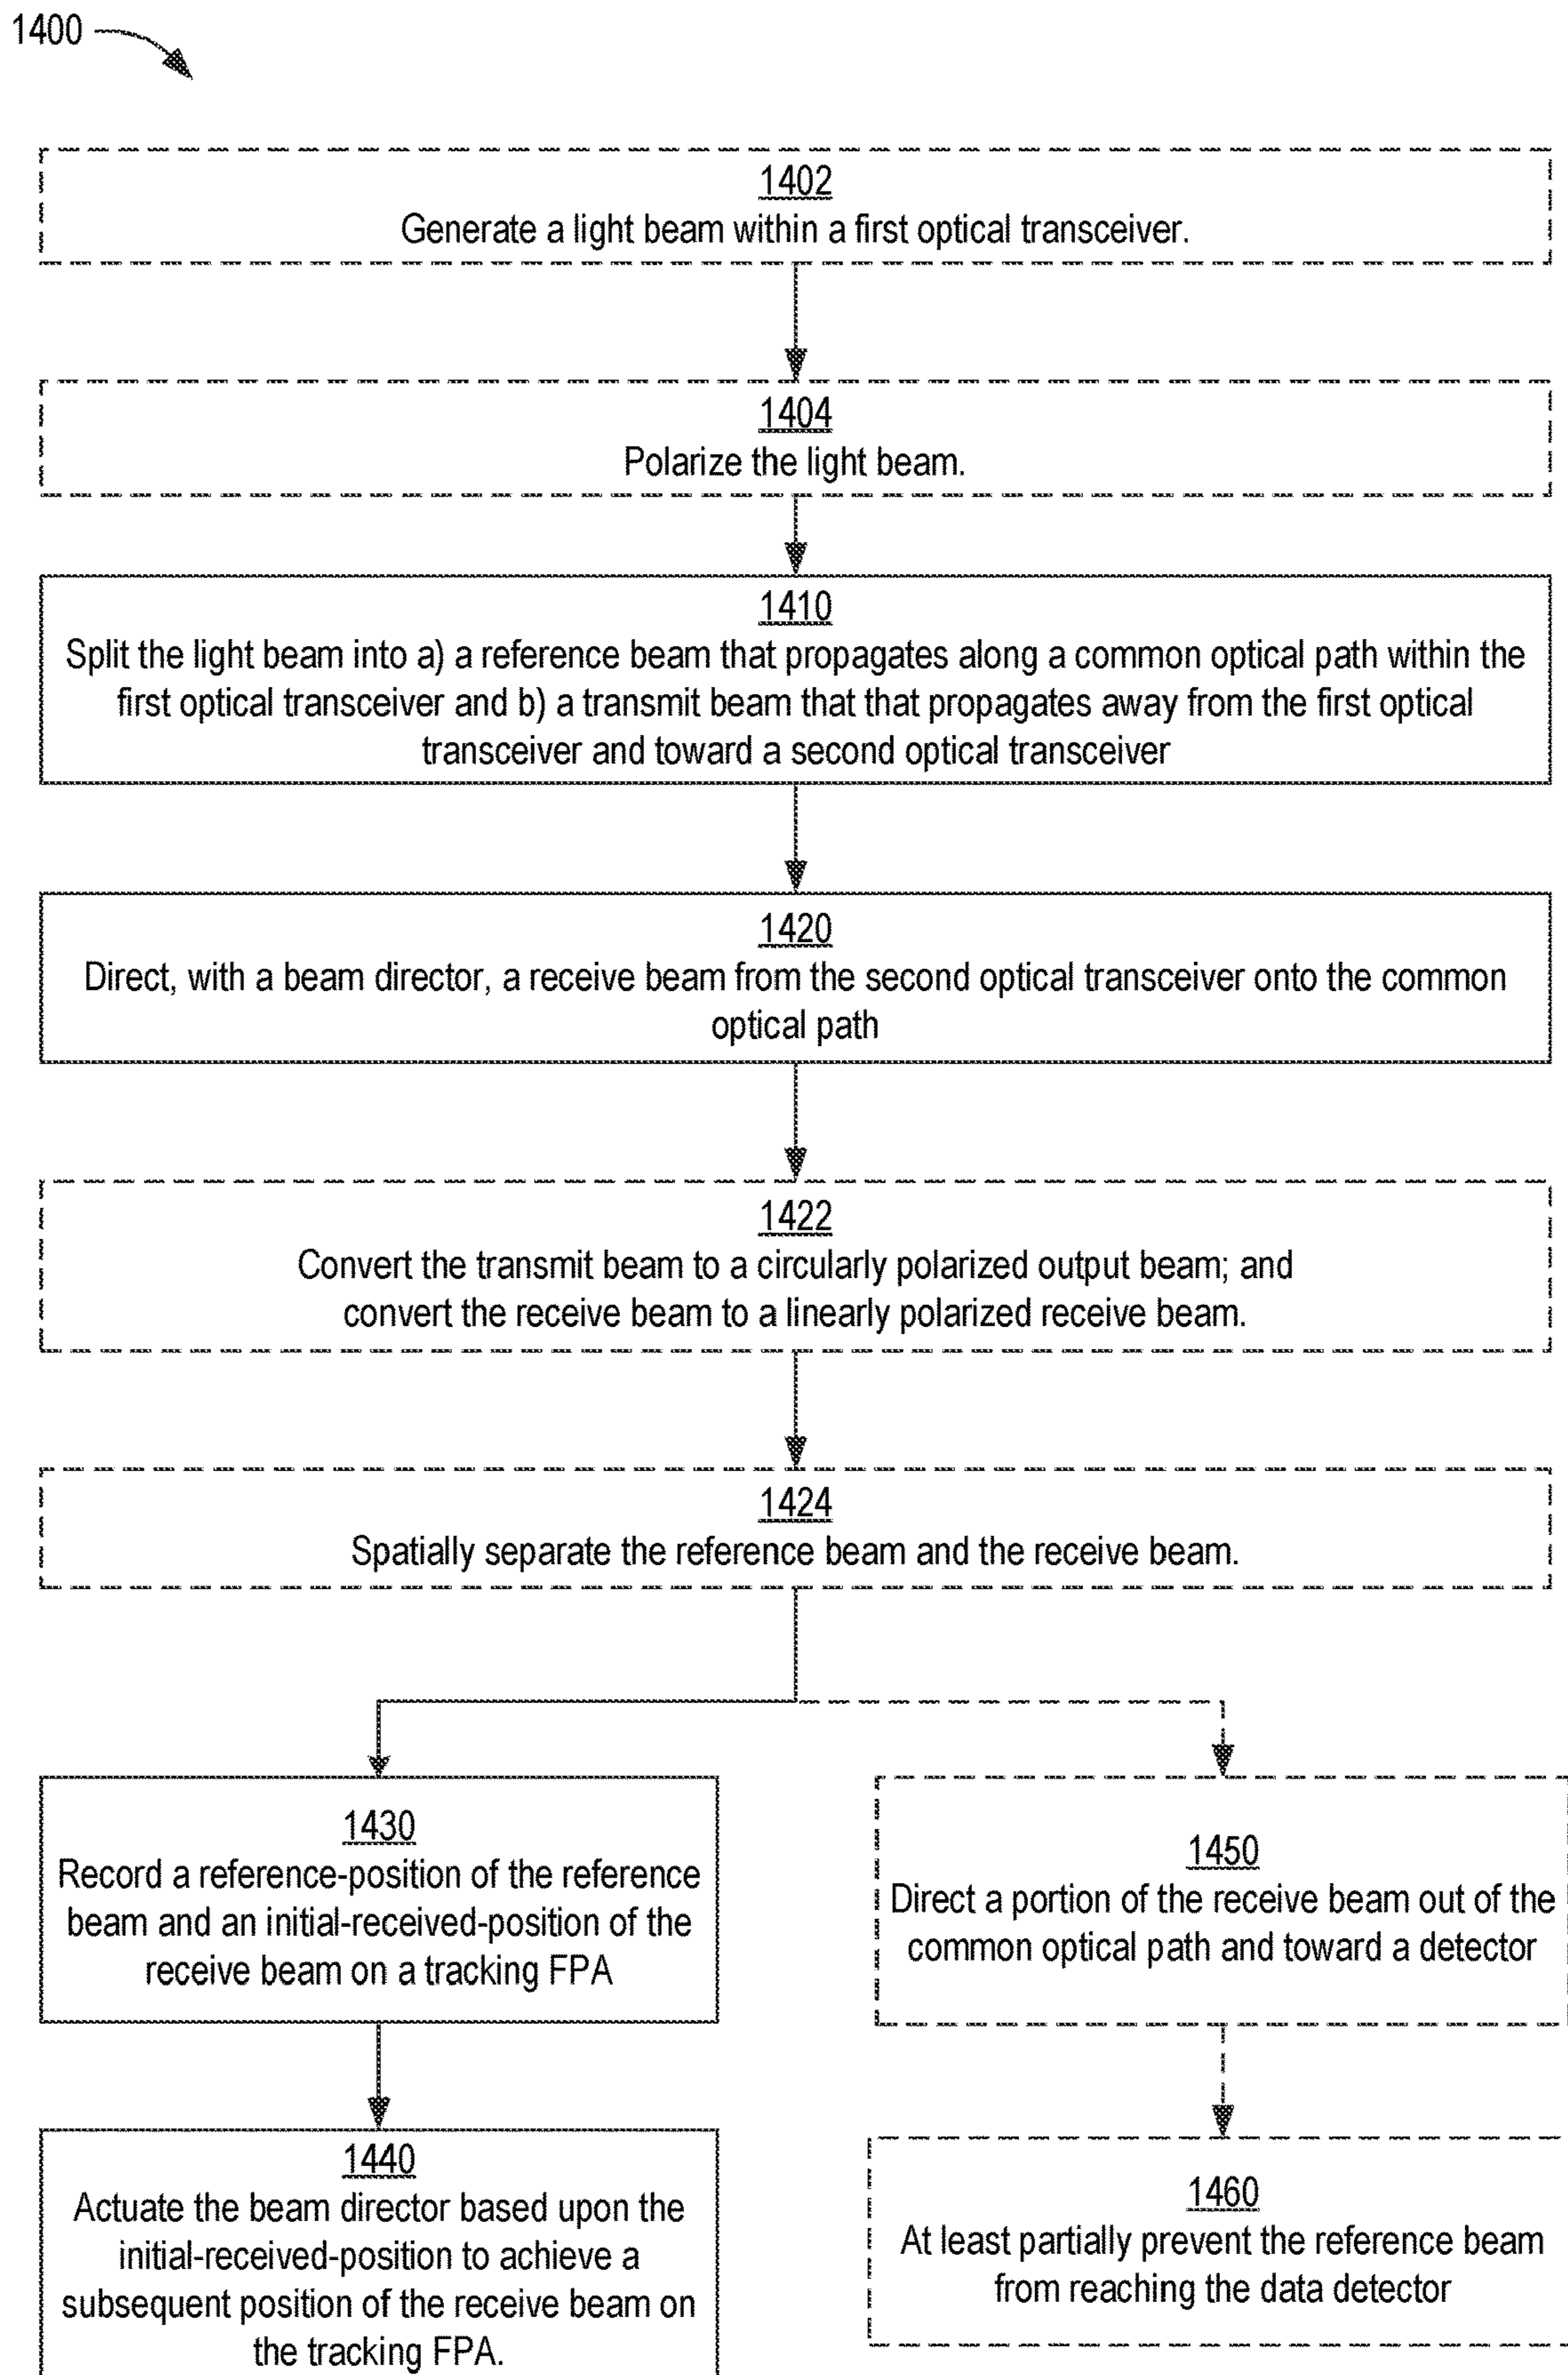 1400
1402
Generate a light beam within a first optical transceiver.
1404
Polarize the light beam.
1410
Split the light beam into a) a reference beam that propagates along a common optical path within the
first optical transceiver and b) a transmit beam that that propagates away from the first optical
transceiver and toward a second optical transceiver
1420
Direct, with a beam director, a receive beam from the second optical transceiver onto the common
optical path
1422
Convert the transmit beam to a circularly polarized output beam; and
convert the receive beam to a linearly polarized receive beam.
1424
Spatially separate the reference beam and the receive beam.
1430
Record a reference-position of the reference
beam and an initial-received-position of the
receive beam on a tracking FPA
1450
Direct a portion of the receive beam out of the
common optical path and toward a detector
1440
Actuate the beam director based upon the
initial-received-position to achieve a
subsequent position of the receive beam on
the tracking FPA.
1460
At least partially prevent the reference beam
from reaching the data detector